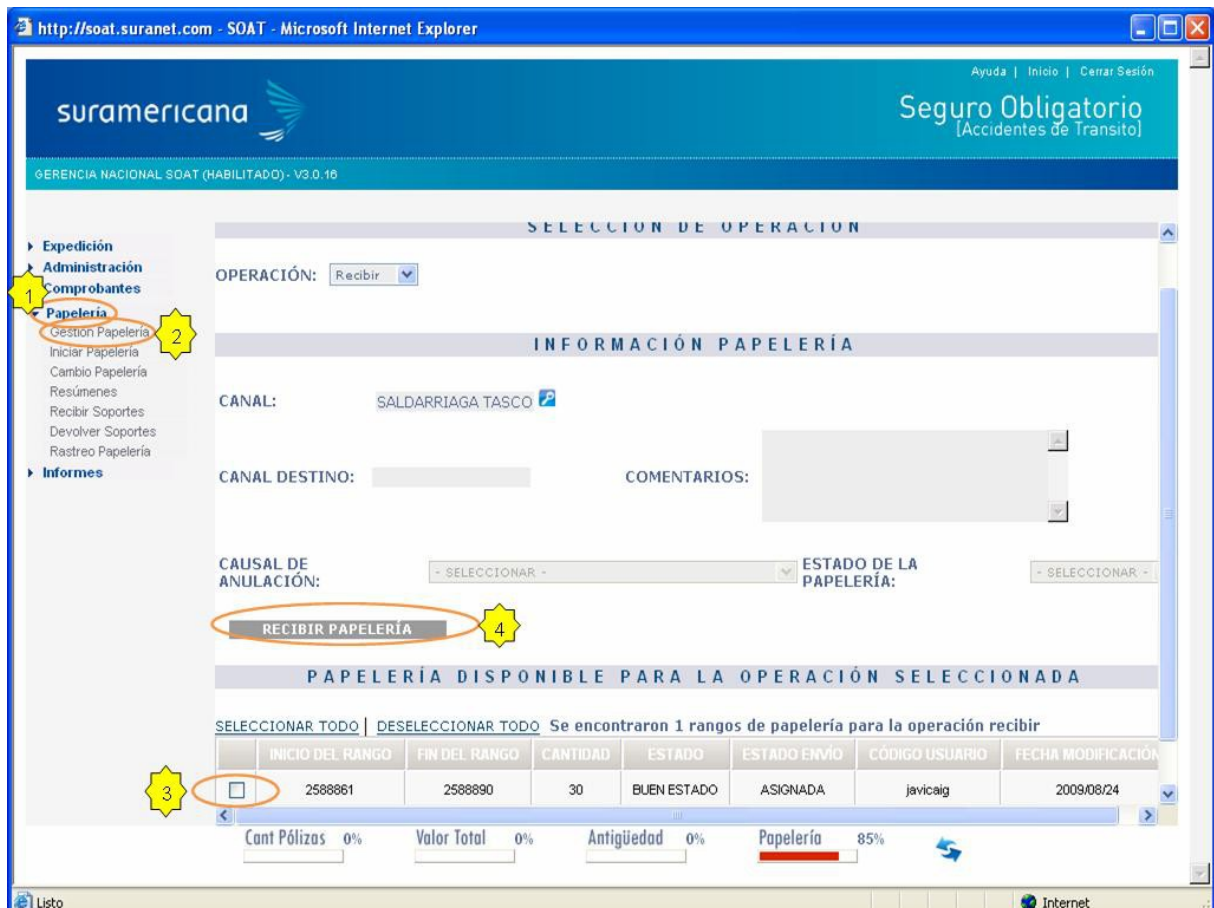 http://soat.suranet.com - SOAT - Microsoft Internet Explorer
Ayuda | Inicio | Cerrar Sesión
suramericana
Seguro Obligatorio
[Accidentes de Transito]
GERENCIA NACIONAL SOAT (HABILITADO)- V3.0.16
SELECCIÓN DE OPERACIÓN
Expedición
Administración
Comprobantes
1
Papelería
Gestión Papelería
2
Iniciar Papelería
Cambio Papelería
Resúmenes
Recibir Soportes
Devolver Soportes
Rastreo Papelería
Informes
OPERACIÓN: Recibir
INFORMACIÓN PAPELERÍA
CANAL: SALDARRIAGA TASCO
CANAL DESTINO: COMENTARIOS:
CAUSAL DE ANULACIÓN: - SELECCIONAR - ESTADO DE LA PAPELERÍA: - SELECCIONAR -
RECIBIR PAPELERÍA
4
PAPELERÍA DISPONIBLE PARA LA OPERACIÓN SELECCIONADA
SELECCIONAR TODO | DESELECCIONAR TODO Se encontraron 1 rangos de papelería para la operación recibir
INICIO DEL RANGO FIN DEL RANGO CANTIDAD ESTADO ESTADO ENVÍO CÓDIGO USUARIO FECHA MODIFICACIÓN
3
2588861 2588890 30 BUEN ESTADO ASIGNADA javicaig 2009/08/24
Cant Pólizas 0% Valor Total 0% Antigüedad 0% Papelería 85%
Listo Internet